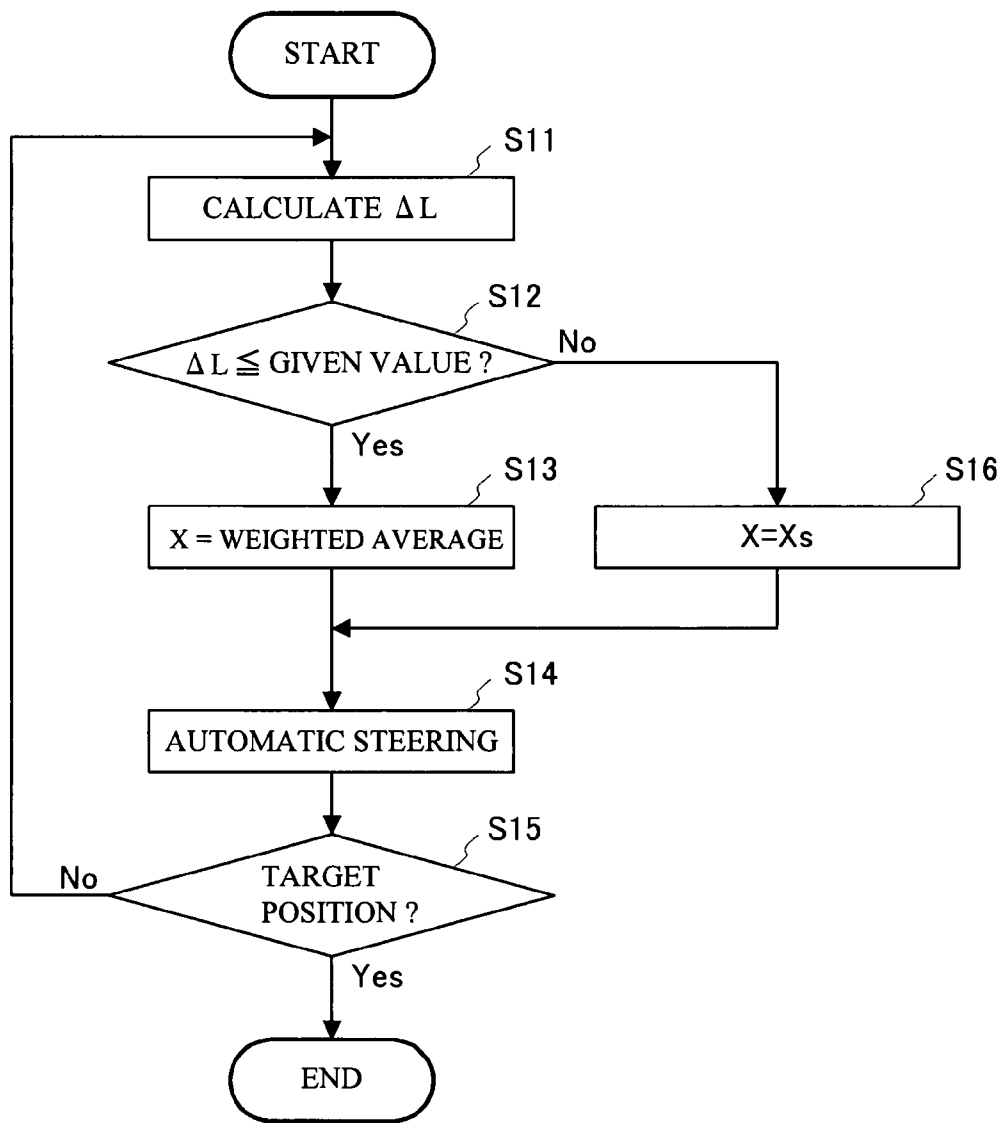 START
S11
CALCULATE ΔL
S12
ΔL ≦ GIVEN VALUE ?
No
Yes
S13
X = WEIGHTED AVERAGE
S16
X=Xs
S14
AUTOMATIC STEERING
S15
TARGET
POSITION ?
No
Yes
END